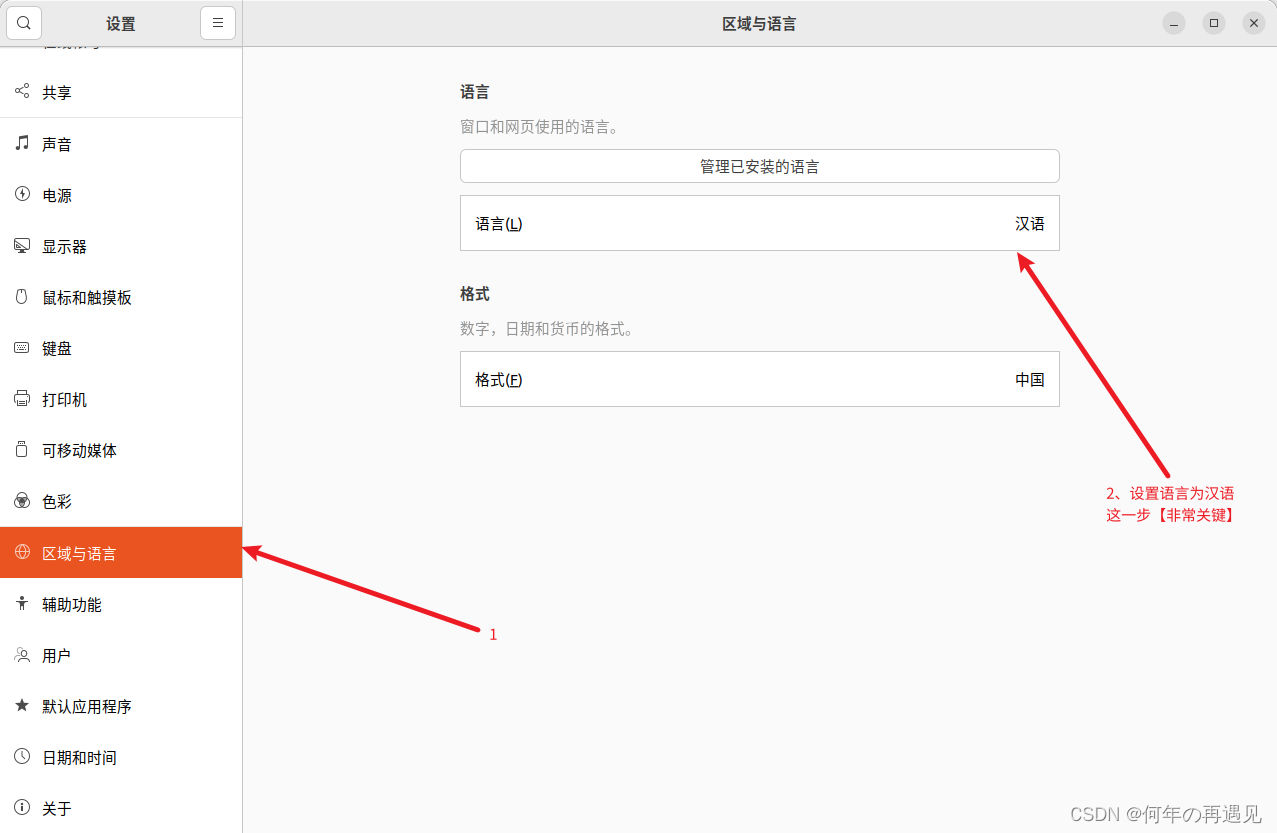 设置
区域与语言
共享
声音
电源
显示器
鼠标和触摸板
键盘
打印机
可移动媒体
色彩
区域与语言
辅助功能
用户
默认应用程序
日期和时间
关于
语言
窗口和网页使用的语言。
管理已安装的语言
语言(L) 汉语
格式
数字，日期和货币的格式。
格式(F) 中国
2、设置语言为汉语
这一步【非常关键】
1
CSDN @何年の再遇见